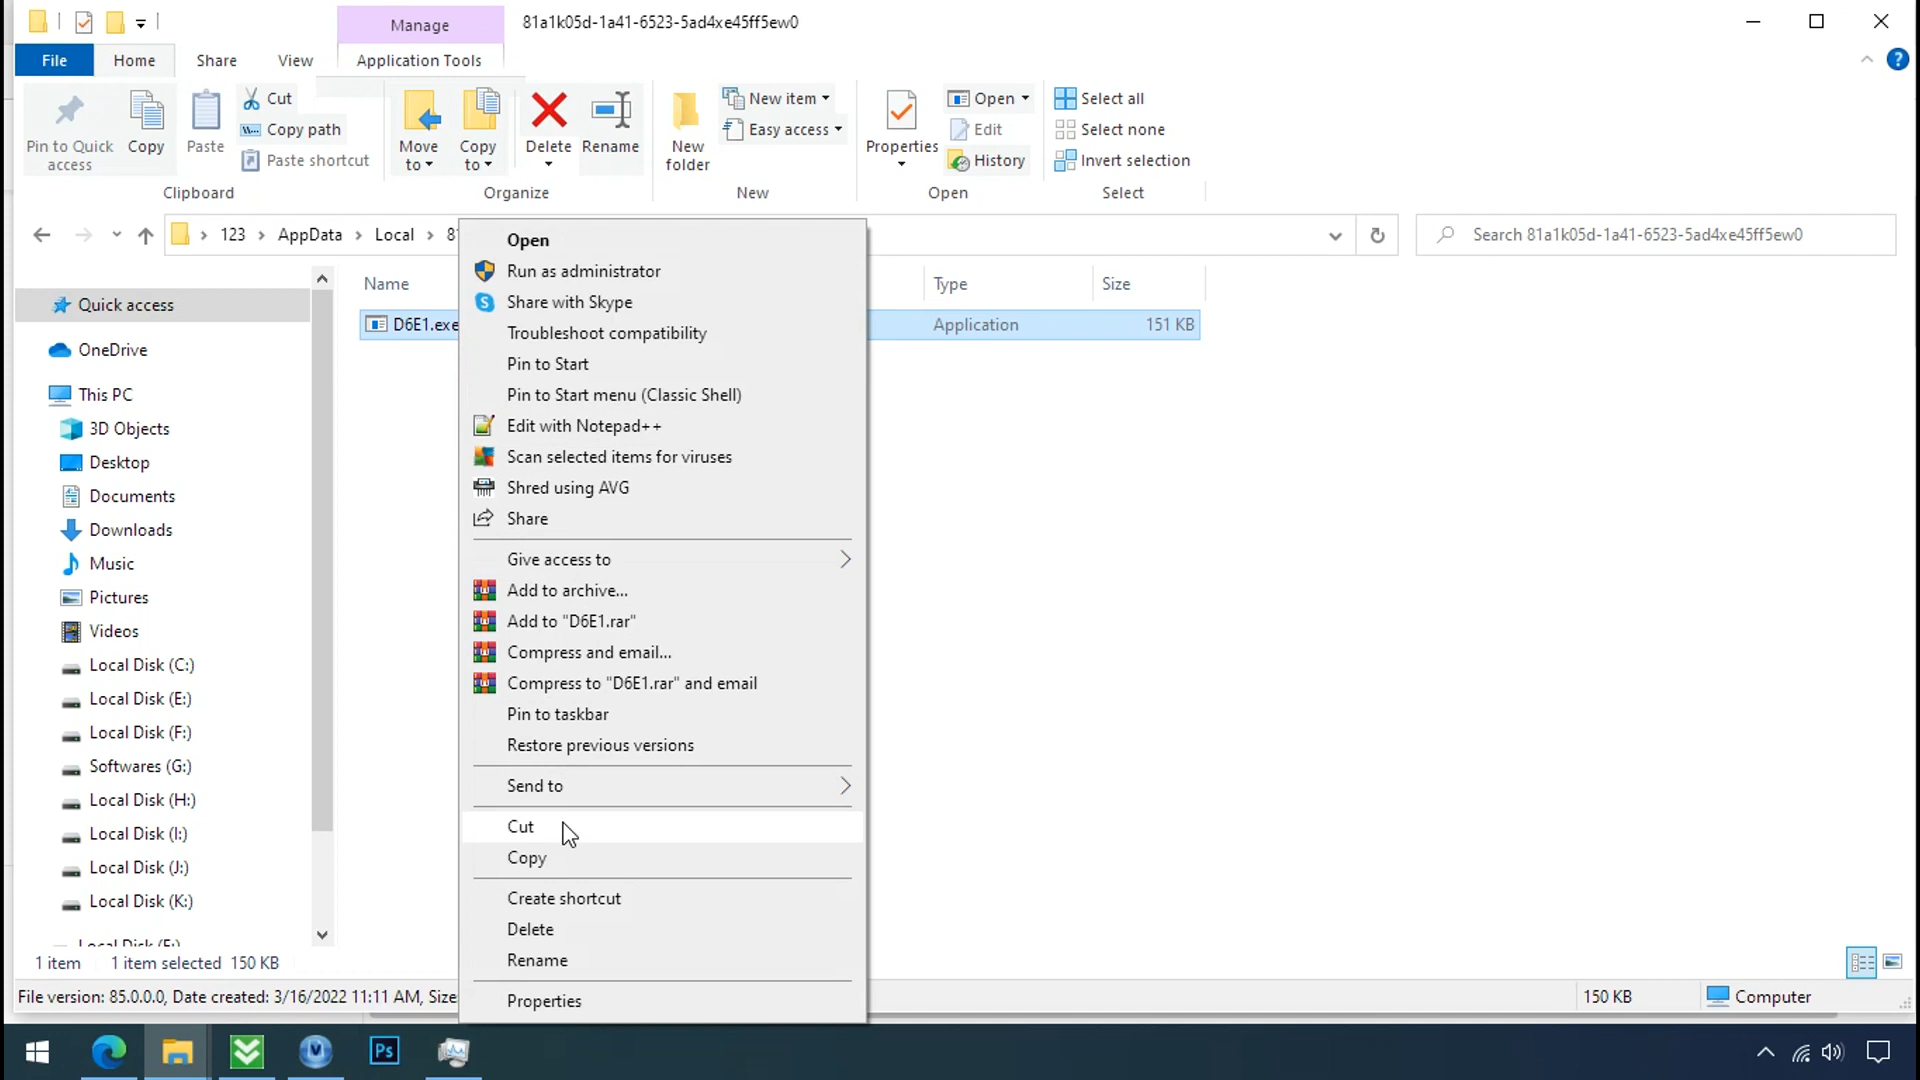 Manage
81a1k05d-1a41-6523-5ad4xe45ff5ew0
File
Home
Share
View
Application Tools
Pin to Quick
access
Copy
Paste
Cut
Copy path
Paste shortcut
Clipboard
Move
to
Copy
to
Delete
Rename
Organize
New
folder
New item
Easy access
New
Properties
Open
Edit
History
Open
Select all
Select none
Invert selection
Select
123
AppData
Local
Search 81a1k05d-1a41-6523-5ad4xe45ff5ew0
Name
Type
Size
D6E1.exe
Application
151 KB
Quick access
OneDrive
This PC
3D Objects
Desktop
Documents
Downloads
Music
Pictures
Videos
Local Disk (C:)
Local Disk (E:)
Local Disk (F:)
Softwares (G:)
Local Disk (H:)
Local Disk (I:)
Local Disk (J:)
Local Disk (K:)
Local Disk (E:)
Open
Run as administrator
Share with Skype
Troubleshoot compatibility
Pin to Start
Pin to Start menu (Classic Shell)
Edit with Notepad++
Scan selected items for viruses
Shred using AVG
Share
Give access to
Add to archive...
Add to "D6E1.rar"
Compress and email...
Compress to "D6E1.rar" and email
Pin to taskbar
Restore previous versions
Send to
Cut
Copy
Create shortcut
Delete
Rename
Properties
1 item
1 item selected 150 KB
File version: 85.0.0.0, Date created: 3/16/2022 11:11 AM, Size
150 KB
Computer
Ps